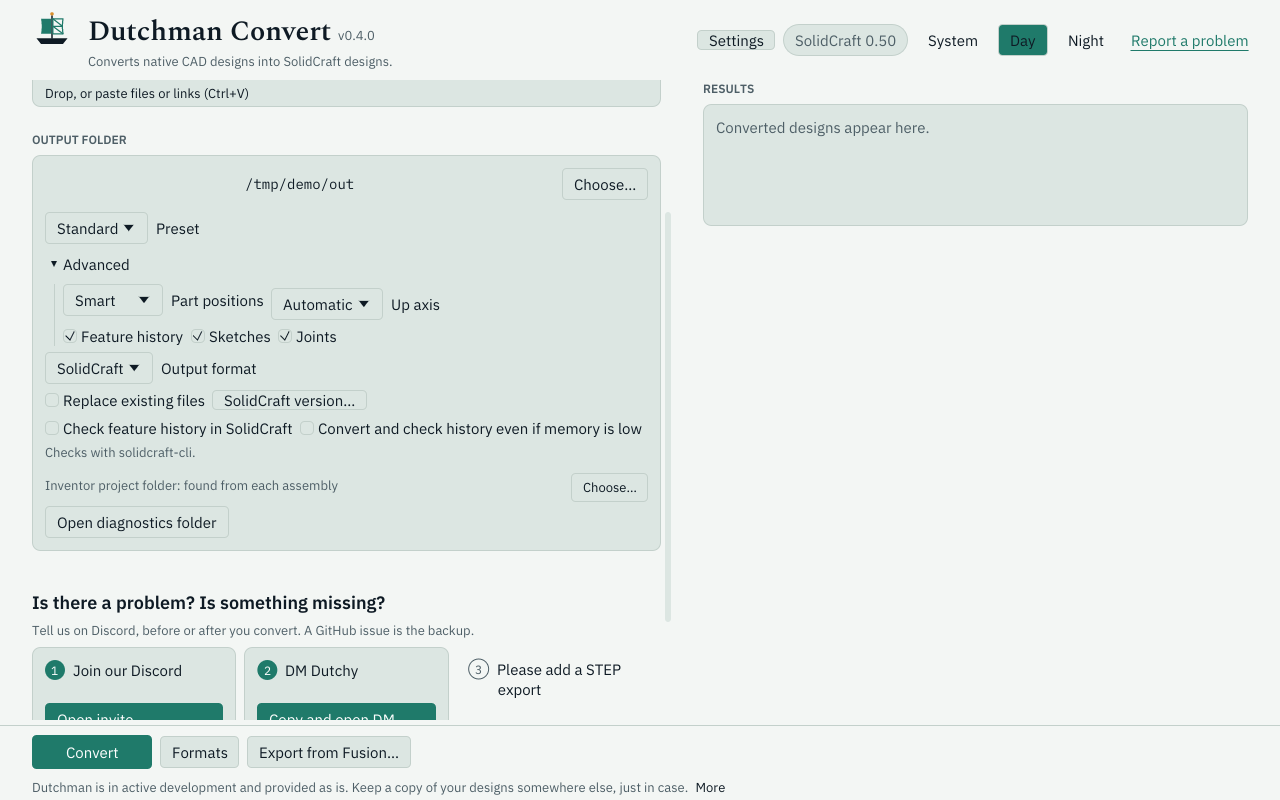 Dutchman Convert v0.4.0
Converts native CAD designs into SolidCraft designs.
Settings
SolidCraft 0.50
System
Day
Night
Report a problem
Drop, or paste files or links (Ctrl+V)
OUTPUT FOLDER
/tmp/demo/out
Choose...
Standard
Preset
Advanced
Smart
Part positions
Automatic
Up axis
Feature history
Sketches
Joints
SolidCraft
Output format
Replace existing files
SolidCraft version...
Check feature history in SolidCraft
Convert and check history even if memory is low
Checks with solidcraft-cli.
Inventor project folder: found from each assembly
Choose...
Open diagnostics folder
Is there a problem? Is something missing?
Tell us on Discord, before or after you convert. A GitHub issue is the backup.
1 Join our Discord
Open invite
2 DM Dutchy
Copy and open DM
3 Please add a STEP
export
RESULTS
Converted designs appear here.
Convert
Formats
Export from Fusion...
Dutchman is in active development and provided as is. Keep a copy of your designs somewhere else, just in case. More